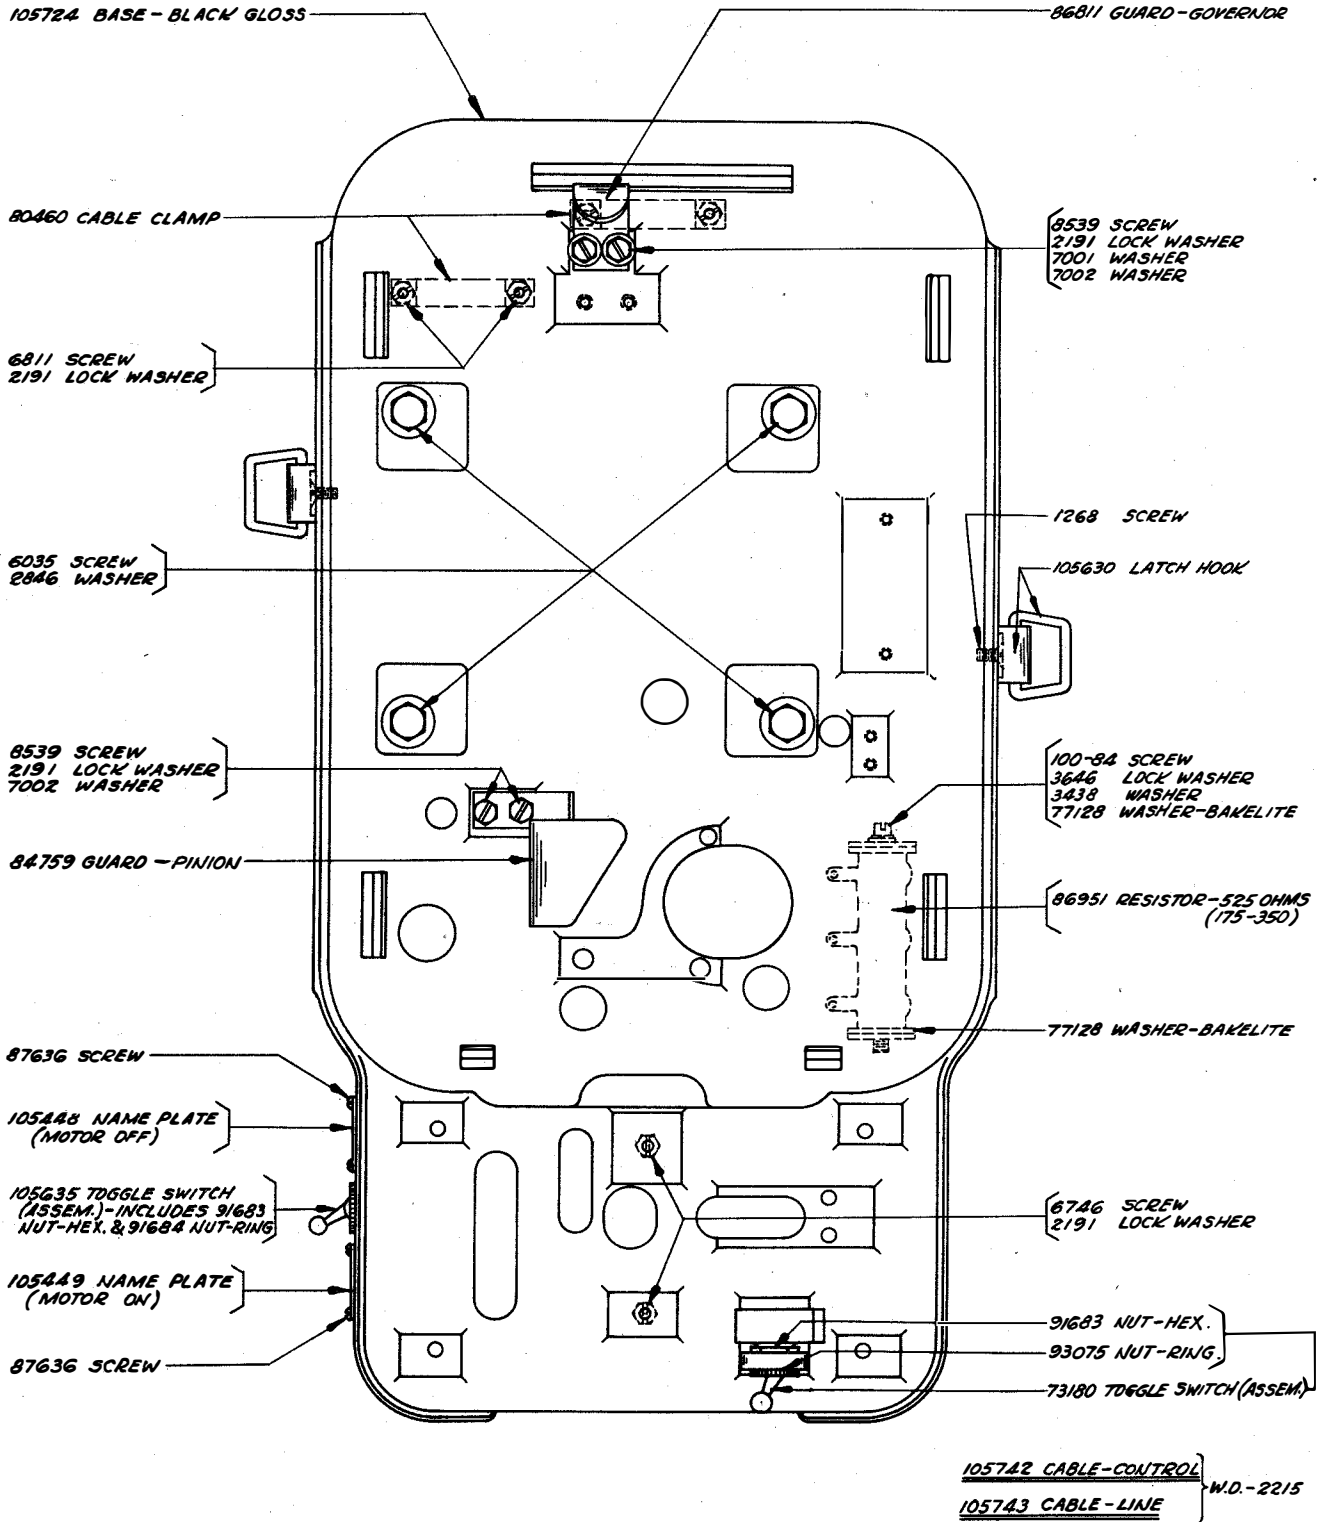 105724 BASE - BLACK GLOSS
86811 GUARD-GOVERNOR
80460 CABLE CLAMP
8539 SCREW
2191 LOCK WASHER
7001 WASHER
7002 WASHER
6811 SCREW
2191 LOCK WASHER
6035 SCREW
2846 WASHER
1268 SCREW
105630 LATCH HOOK
8539 SCREW
2191 LOCK WASHER
7002 WASHER
100-84 SCREW
3646 LOCK WASHER
3438 WASHER
77128 WASHER-BAKELITE
84759 GUARD - PINION
86951 RESISTOR-525 OHMS
(175-350)
77128 WASHER-BAKELITE
87636 SCREW
105448 NAME PLATE
(MOTOR OFF)
105635 TOGGLE SWITCH
(ASSEM.)-INCLUDES 91683
NUT-HEX. & 91684 NUT-RING
6746 SCREW
2191 LOCK WASHER
105449 NAME PLATE
(MOTOR ON)
87636 SCREW
91683 NUT-HEX.
93075 NUT-RING.
73180 TOGGLE SWITCH (ASSEM.)
105742 CABLE-CONTROL
W.D.-2215
105743 CABLE-LINE